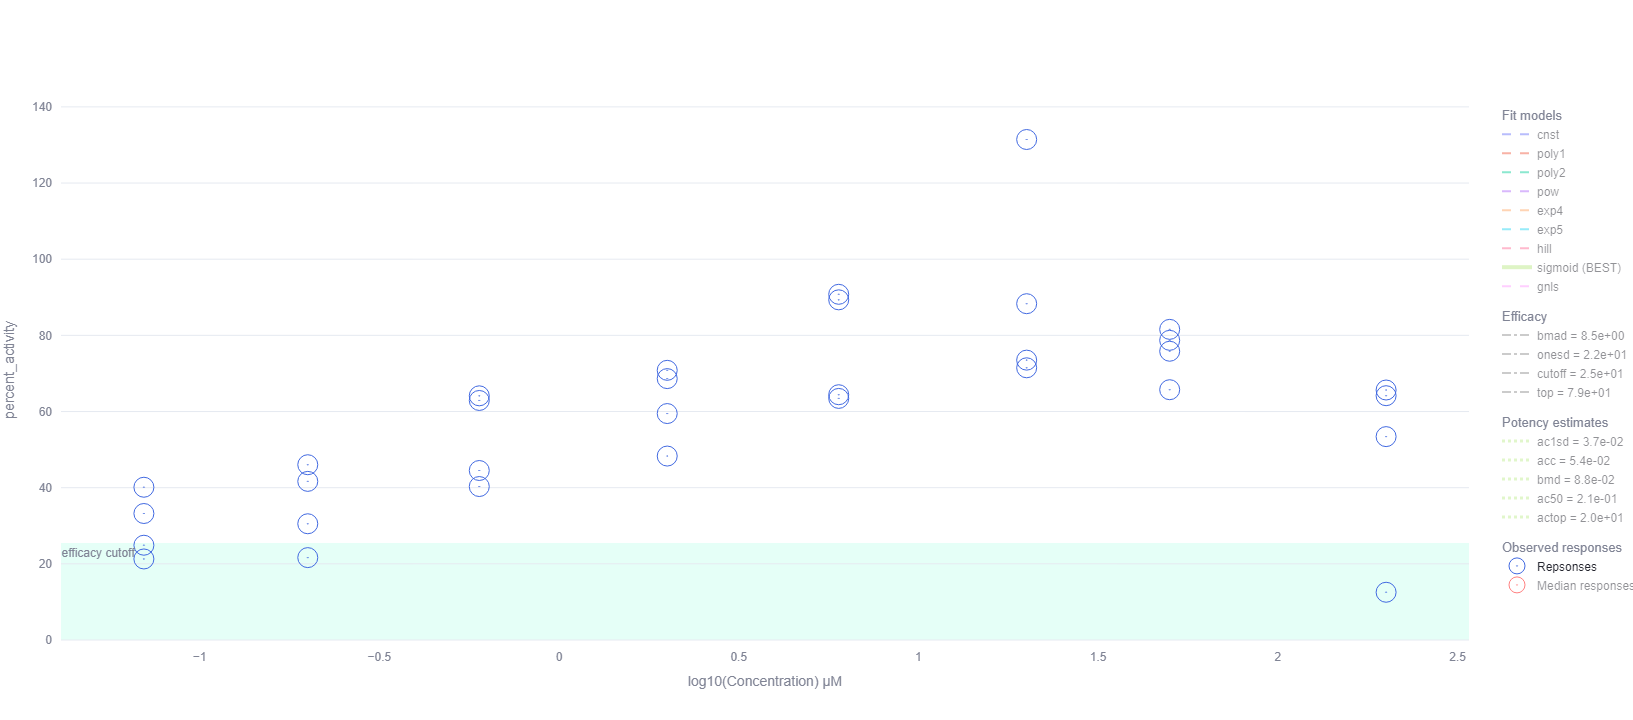 140
120
100
80
60
40
20
0
percent_activity
efficacy cutoff
−1
−0.5
0
0.5
1
1.5
2
2.5
log10(Concentration) μM
Fit models
cnst
poly1
poly2
pow
exp4
exp5
hill
sigmoid (BEST)
gnls
Efficacy
bmad = 8.5e+00
onesd = 2.2e+01
cutoff = 2.5e+01
top = 7.9e+01
Potency estimates
ac1sd = 3.7e-02
acc = 5.4e-02
bmd = 8.8e-02
ac50 = 2.1e-01
actop = 2.0e+01
Observed responses
Repsonses
Median responses